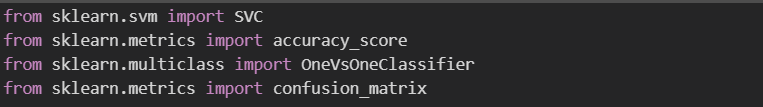 from sklearn.svm import SVC
from sklearn.metrics import accuracy_score
from sklearn.multiclass import OneVsOneClassifier
from sklearn.metrics import confusion_matrix